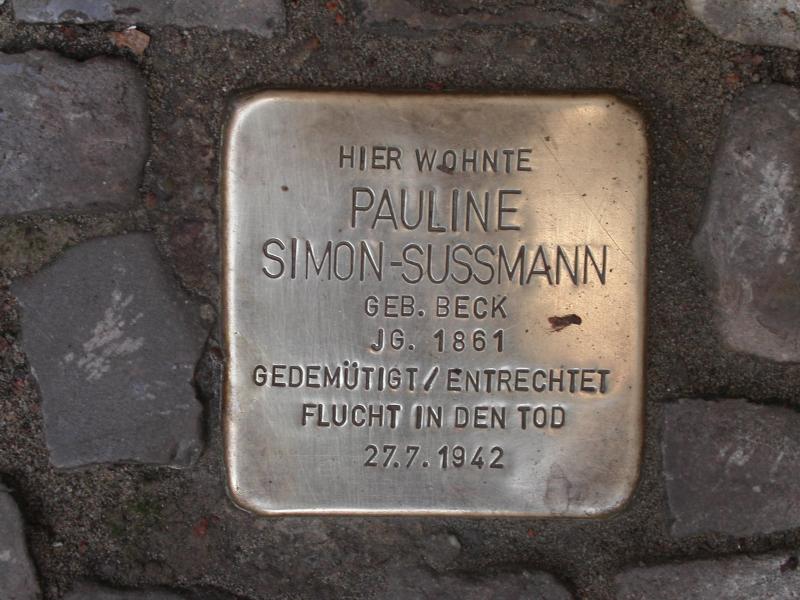 HIER WOHNTE
PAULINE
SIMON-SUSSMANN
GEB. BECK
JG. 1861
GEDEMÜTIGT/ENTRECHTET
FLUCHT IN DEN TOD
27.7.1942